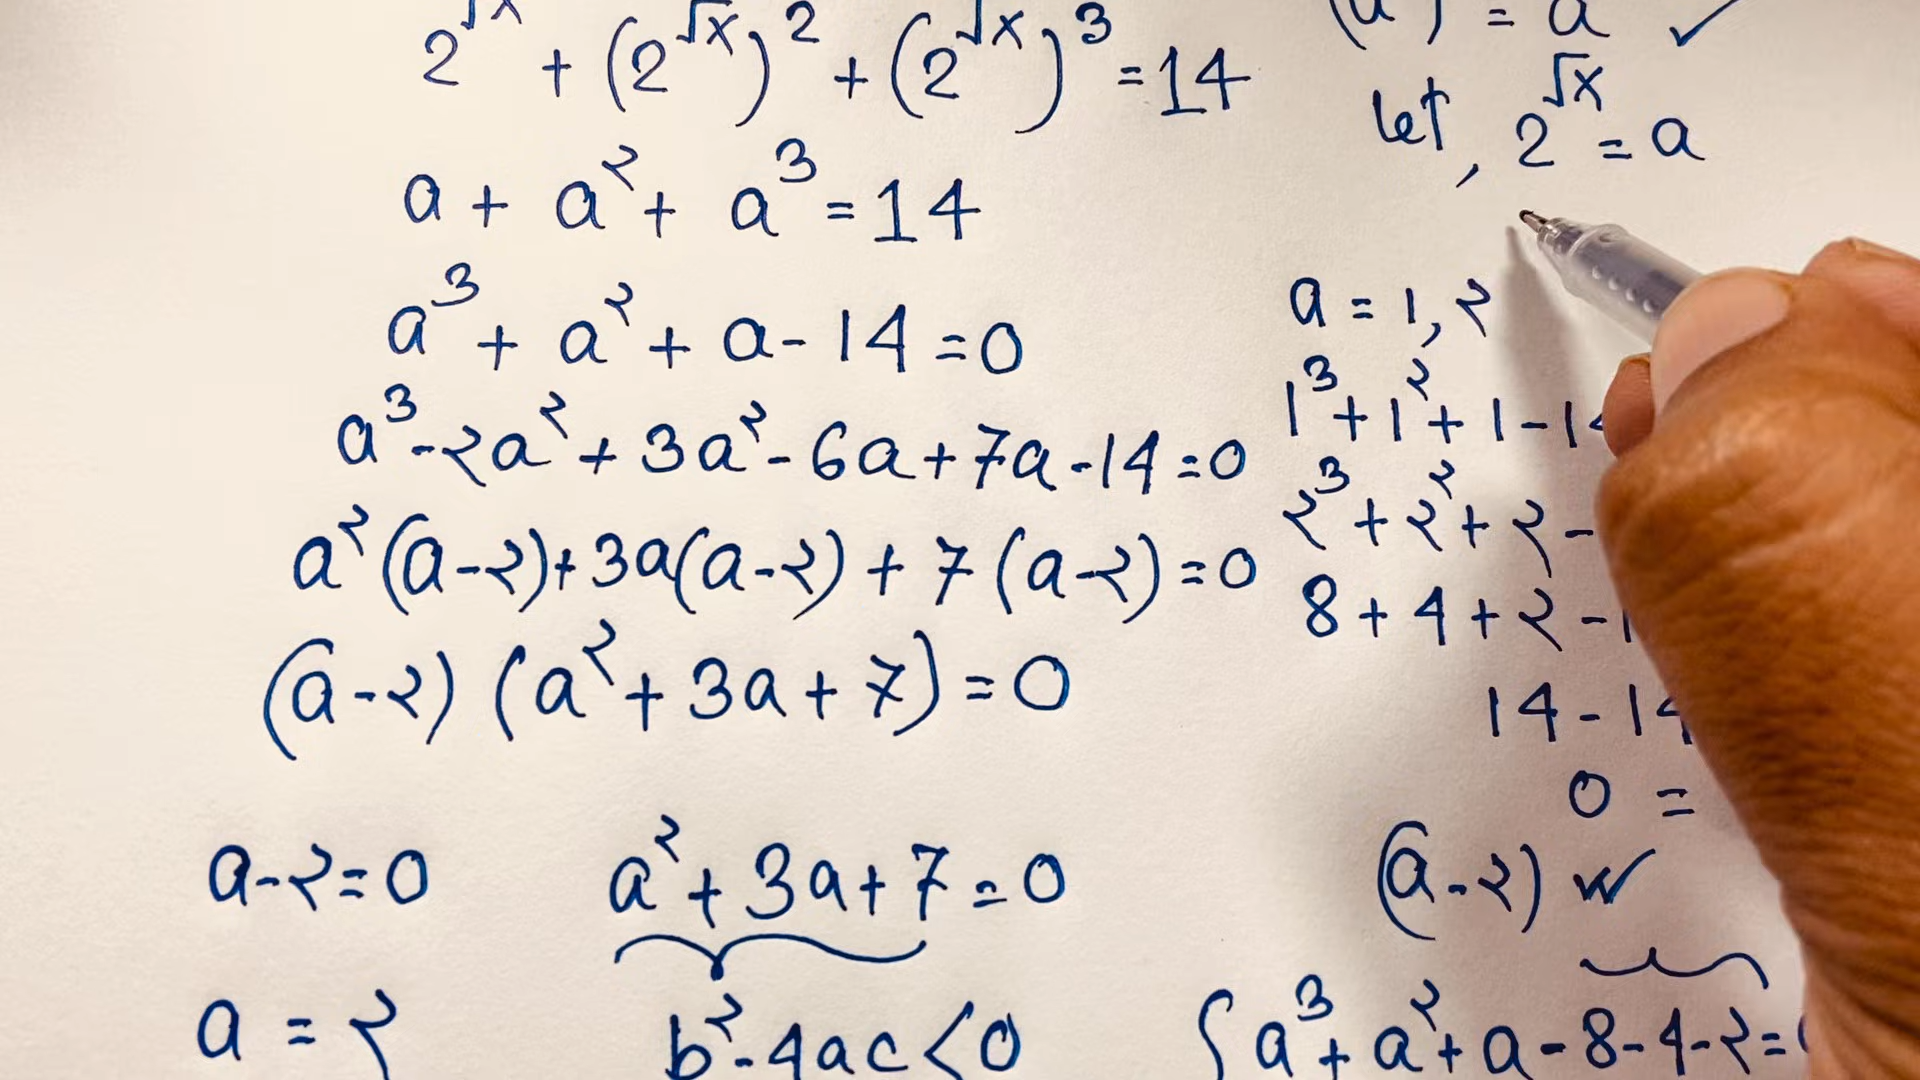 2^√x + (2^√x)^2 + (2^√x)^3 = 14
a + a^2 + a^3 = 14
a^3 + a^2 + a - 14 = 0
a^3 - 2a^2 + 3a^2 - 6a + 7a - 14 = 0
a^2 (a - 2) + 3a (a - 2) + 7 (a - 2) = 0
(a - 2) (a^2 + 3a + 7) = 0
a - 2 = 0
a^2 + 3a + 7 = 0
a = 2
b^2 - 4ac < 0
= a ✓
let, 2^√x = a
a = 1, 2
1^3 + 1^2 + 1 - 1
2^3 + 2^2 + 2 -
8 + 4 + 2 - 1
14 - 14
0 =
(a - 2) ✓
{ a^3 + a^2 + a - 8 - 4 - 2 =